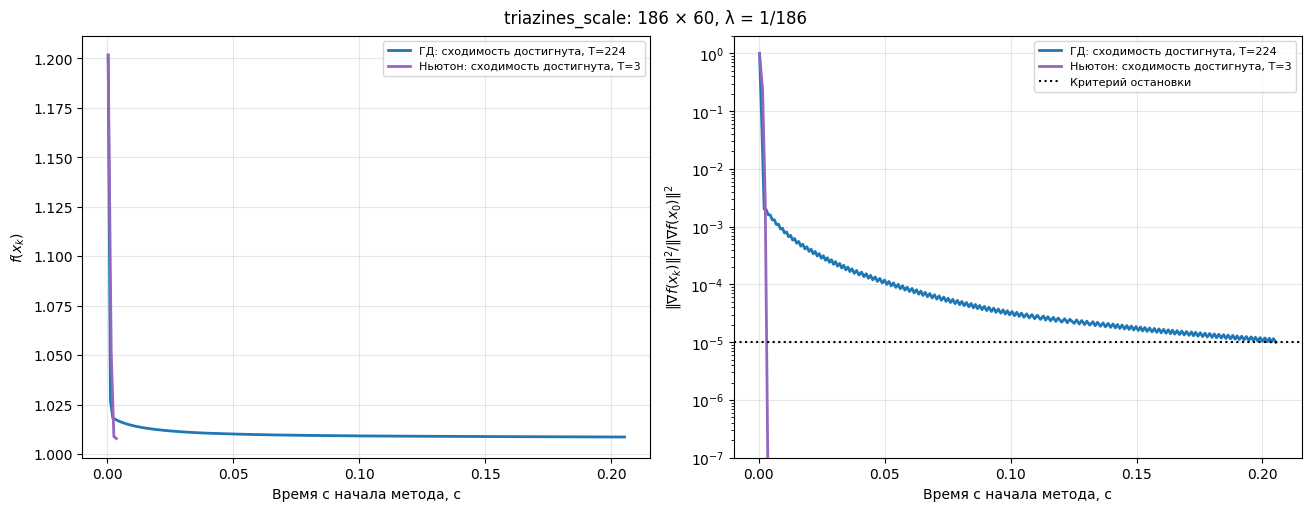 triazines_scale: 186 × 60, λ = 1/186
1.200
1.175
1.150
1.125
1.100
1.075
1.050
1.025
1.000
f(x_k)
ГД: сходимость достигнута, T=224
Ньютон: сходимость достигнута, T=3
0.00 0.05 0.10 0.15 0.20
Время с начала метода, с
10⁰
10⁻¹
10⁻²
10⁻³
10⁻⁴
10⁻⁵
10⁻⁶
10⁻⁷
‖∇f(x_k)‖²/‖∇f(x_0)‖²
ГД: сходимость достигнута, T=224
Ньютон: сходимость достигнута, T=3
Критерий остановки
0.00 0.05 0.10 0.15 0.20
Время с начала метода, с